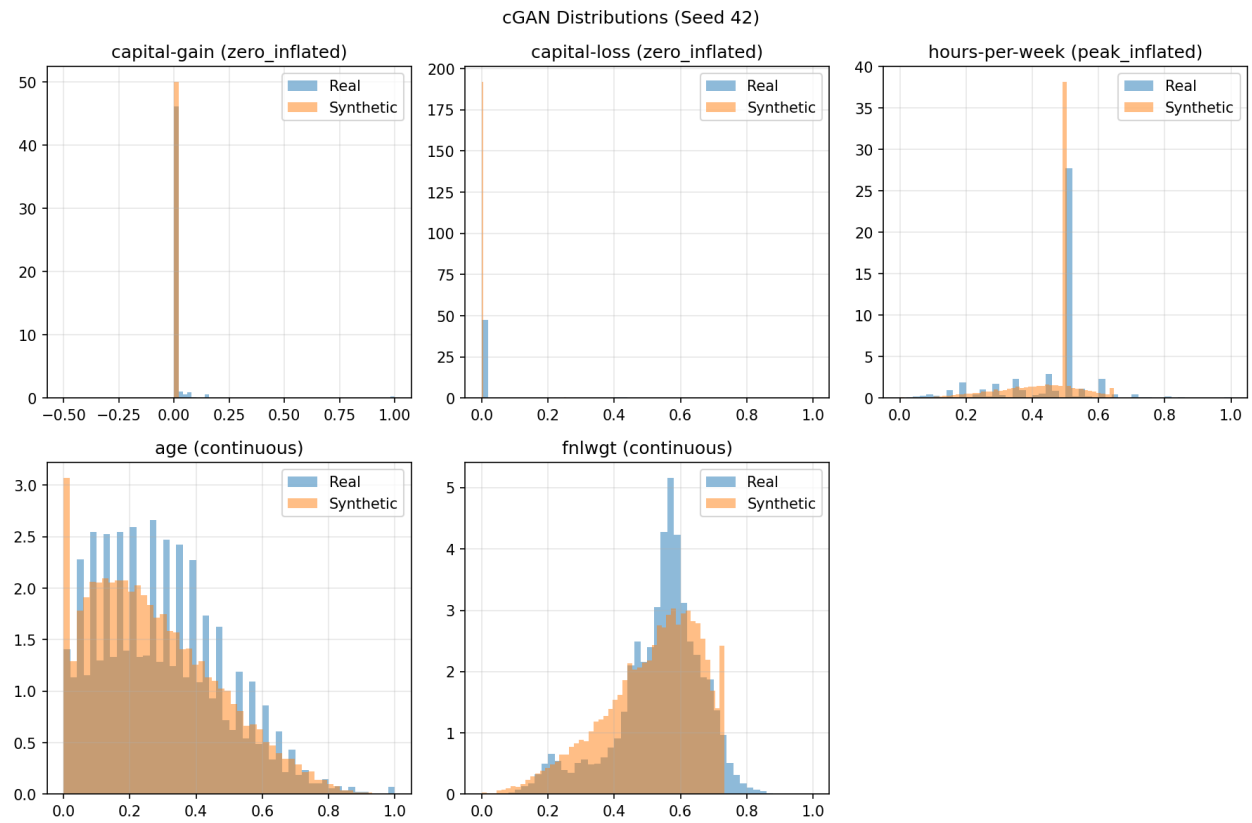 cGAN Distributions (Seed 42)
capital-gain (zero_inflated)
50
40
30
20
10
0
−0.50 −0.25 0.00 0.25 0.50 0.75 1.00
Real
Synthetic
capital-loss (zero_inflated)
200
175
150
125
100
75
50
25
0
0.0 0.2 0.4 0.6 0.8 1.0
Real
Synthetic
hours-per-week (peak_inflated)
40
35
30
25
20
15
10
5
0
0.0 0.2 0.4 0.6 0.8 1.0
Real
Synthetic
age (continuous)
3.0
2.5
2.0
1.5
1.0
0.5
0.0
0.0 0.2 0.4 0.6 0.8 1.0
Real
Synthetic
fnlwgt (continuous)
5
4
3
2
1
0
0.0 0.2 0.4 0.6 0.8 1.0
Real
Synthetic